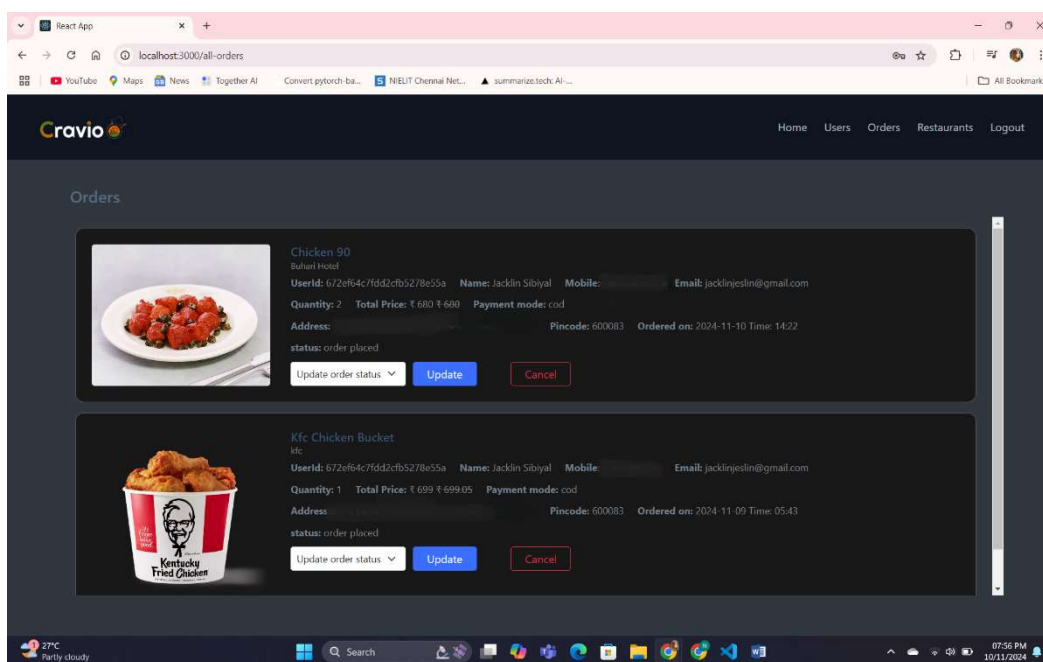 React App
localhost:3000/all-orders
YouTube Maps News Together AI Convert pytorch-ba... NIELIT Chennai Net... summarize.tech: AI-... All Bookmark
Cravio Home Users Orders Restaurants Logout
Orders
Chicken 90
Buhari Hotel
UserId: 672ef64c7fdd2cfb5278e55a Name: Jacklin Sibiyal Mobile: Email: jacklinjeslin@gmail.com
Quantity: 2 Total Price: ₹ 680 ₹ 680 Payment mode: cod
Address: Pincode: 600083 Ordered on: 2024-11-10 Time: 14:22
status: order placed
Update order status Update Cancel
Kfc Chicken Bucket
kfc
UserId: 672ef64c7fdd2cfb5278e55a Name: Jacklin Sibiyal Mobile: Email: jacklinjeslin@gmail.com
Quantity: 1 Total Price: ₹ 699 ₹ 699.05 Payment mode: cod
Address Pincode: 600083 Ordered on: 2024-11-09 Time: 05:43
status: order placed
Update order status Update Cancel
Kentucky
Fried Chicken
27°C
Partly cloudy
Search
07:56 PM
10/11/2024